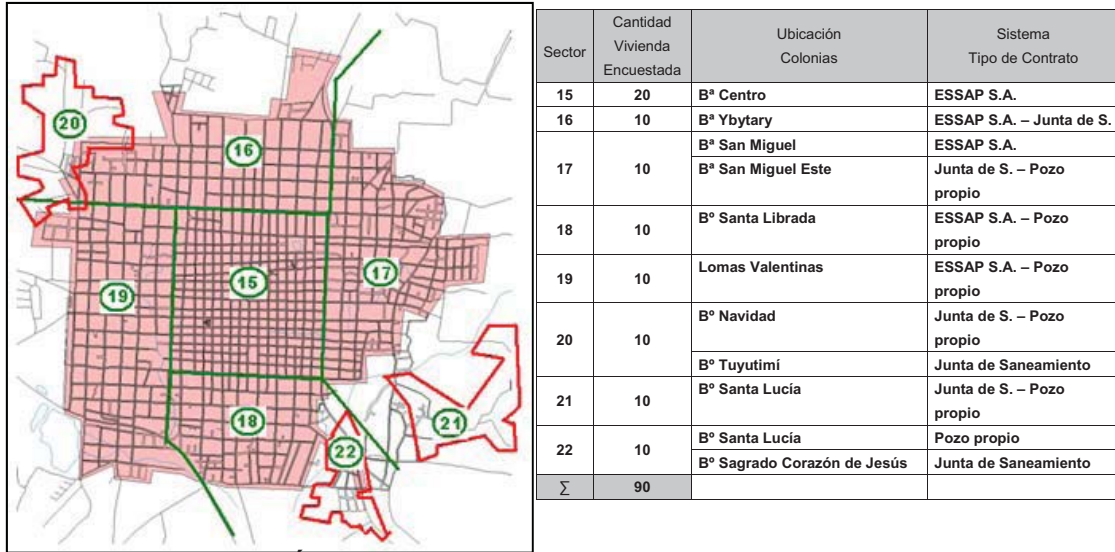 20
16
15
17
19
18
21
22
Sector
Cantidad
Vivienda
Encuestada
Ubicación
Colonias
Sistema
Tipo de Contrato
15 20 Bª Centro ESSAP S.A.
16 10 Bª Ybytary ESSAP S.A. – Junta de S.
17 10 Bª San Miguel ESSAP S.A.
Bª San Miguel Este Junta de S. – Pozo
propio
18 10 Bº Santa Librada ESSAP S.A. – Pozo
propio
19 10 Lomas Valentinas ESSAP S.A. – Pozo
propio
20 10 Bº Navidad Junta de S. – Pozo
propio
Bº Tuyutimí Junta de Saneamiento
21 10 Bº Santa Lucía Junta de S. – Pozo
propio
22 10 Bº Santa Lucía Pozo propio
Bº Sagrado Corazón de Jesús Junta de Saneamiento
∑ 90